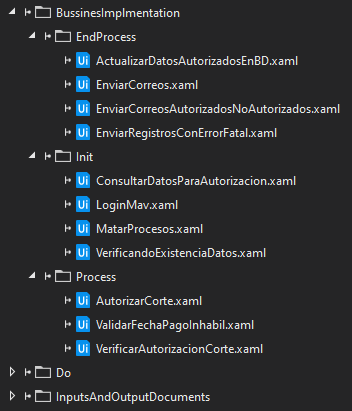 BussinesImplmentation
EndProcess
Ui ActualizarDatosAutorizadosEnBD.xaml
Ui EnviarCorreos.xaml
Ui EnviarCorreosAutorizadosNoAutorizados.xaml
Ui EnviarRegistrosConErrorFatal.xaml
Init
Ui ConsultarDatosParaAutorizacion.xaml
Ui LoginMav.xaml
Ui MatarProcesos.xaml
Ui VerificandoExistenciaDatos.xaml
Process
Ui AutorizarCorte.xaml
Ui ValidarFechaPagoInhabil.xaml
Ui VerificarAutorizacionCorte.xaml
Do
InputsAndOutputDocuments